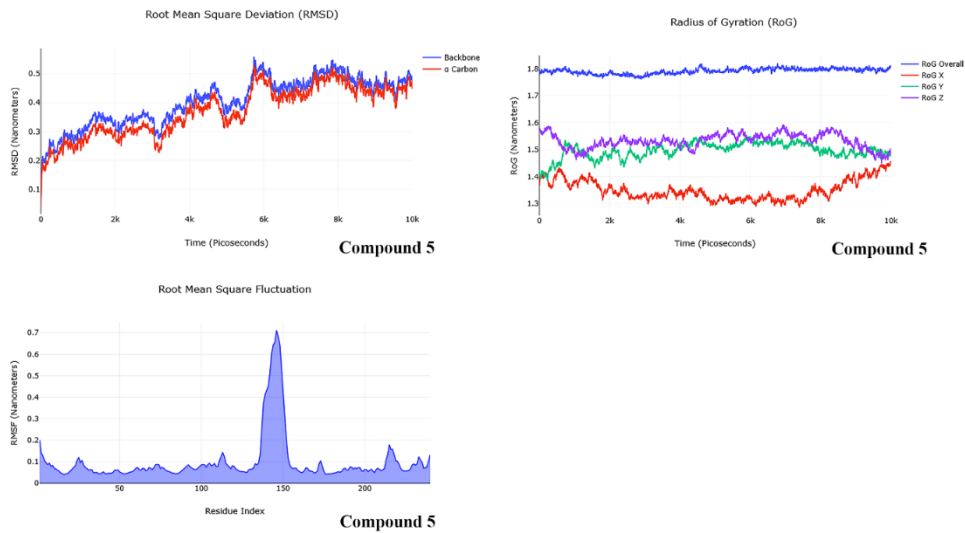 Root Mean Square Deviation (RMSD)
Backbone
α Carbon
RMSD (Nanometers)
0.5
0.4
0.3
0.2
0.1
0
2k
4k
6k
8k
10k
Time (Picoseconds)
Compound 5
Radius of Gyration (RoG)
RoG Overall
RoG X
RoG Y
RoG Z
RoG (Nanometers)
1.8
1.7
1.6
1.5
1.4
1.3
0
2k
4k
6k
8k
10k
Time (Picoseconds)
Compound 5
Root Mean Square Fluctuation
RMSF (Nanometers)
0.7
0.6
0.5
0.4
0.3
0.2
0.1
0
50
100
150
200
Residue Index
Compound 5